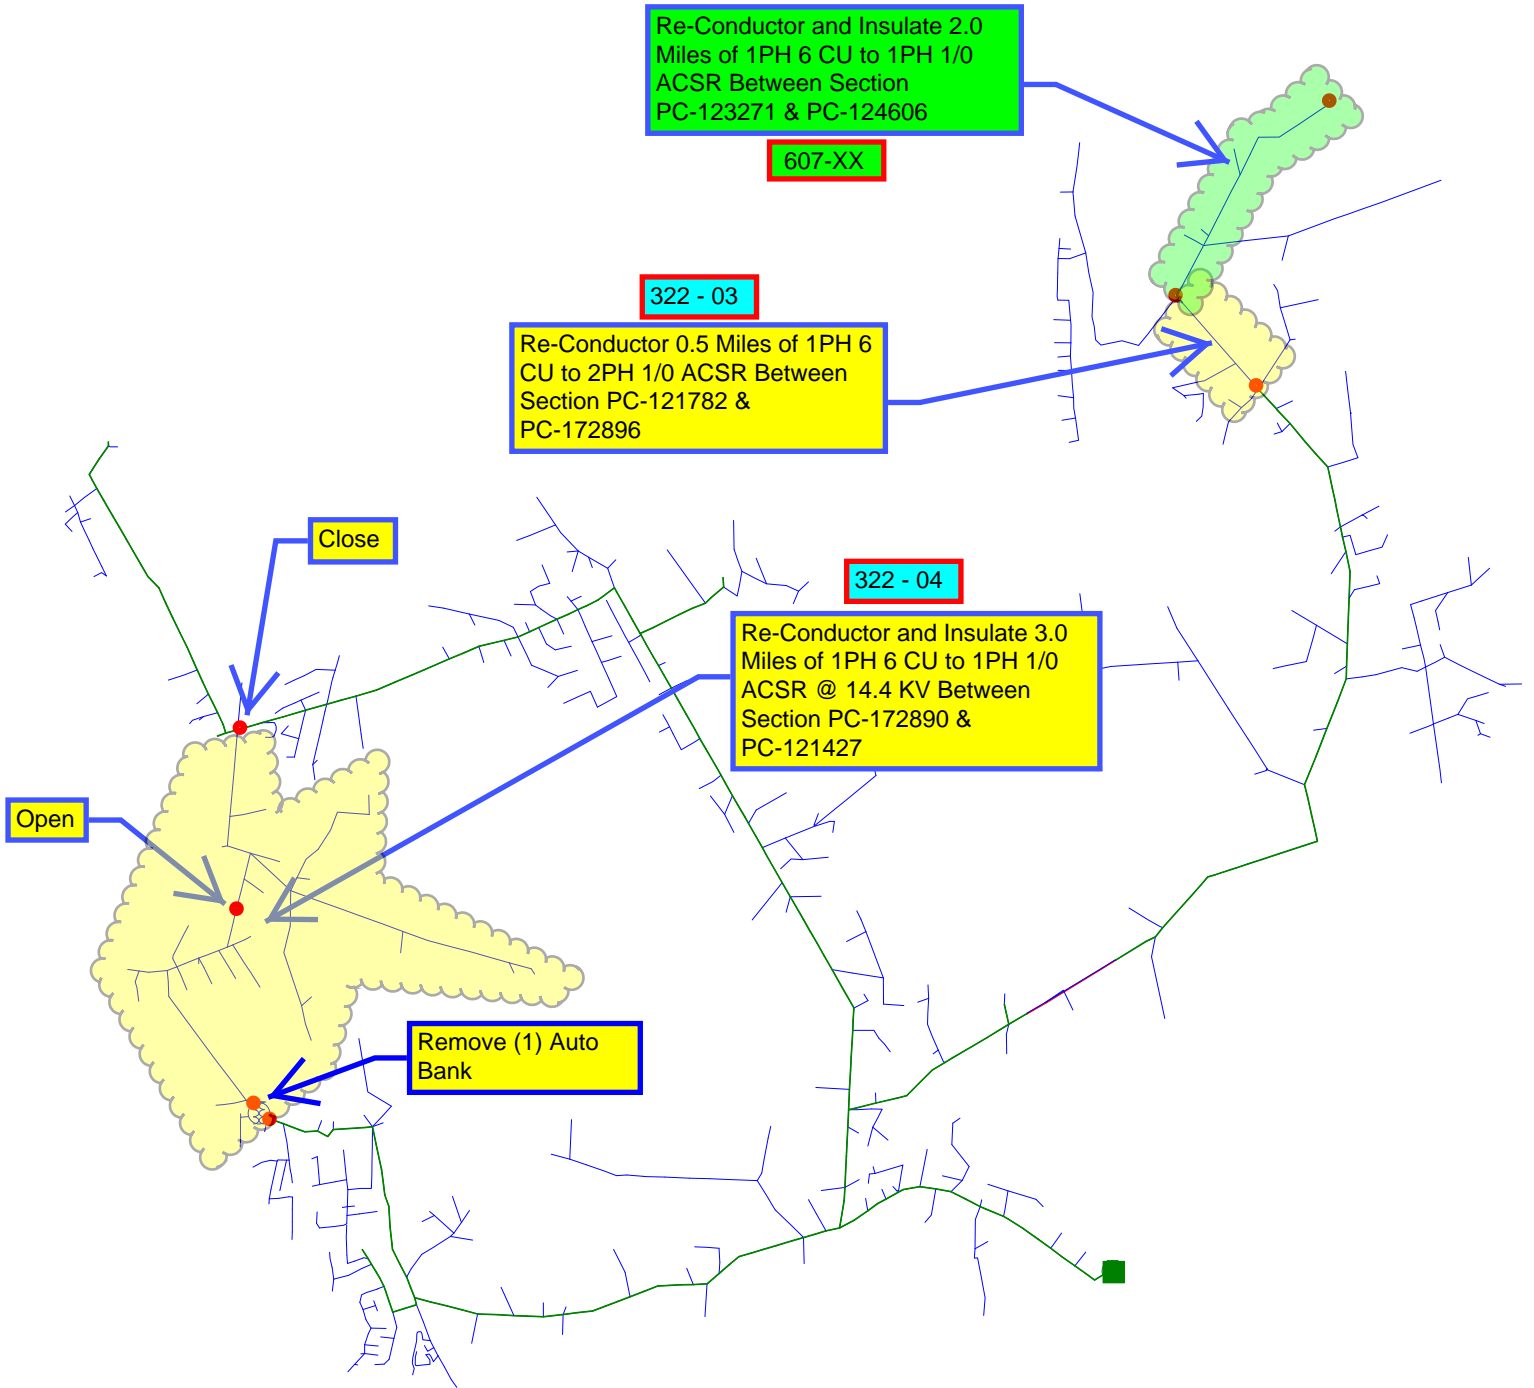 Re-Conductor and Insulate 2.0
Miles of 1PH 6 CU to 1PH 1/0
ACSR Between Section
PC-123271 & PC-124606
607-XX
322 - 03
Re-Conductor 0.5 Miles of 1PH 6
CU to 2PH 1/0 ACSR Between
Section PC-121782 &
PC-172896
Close
322 - 04
Re-Conductor and Insulate 3.0
Miles of 1PH 6 CU to 1PH 1/0
ACSR @ 14.4 KV Between
Section PC-172890 &
PC-121427
Open
Remove (1) Auto
Bank